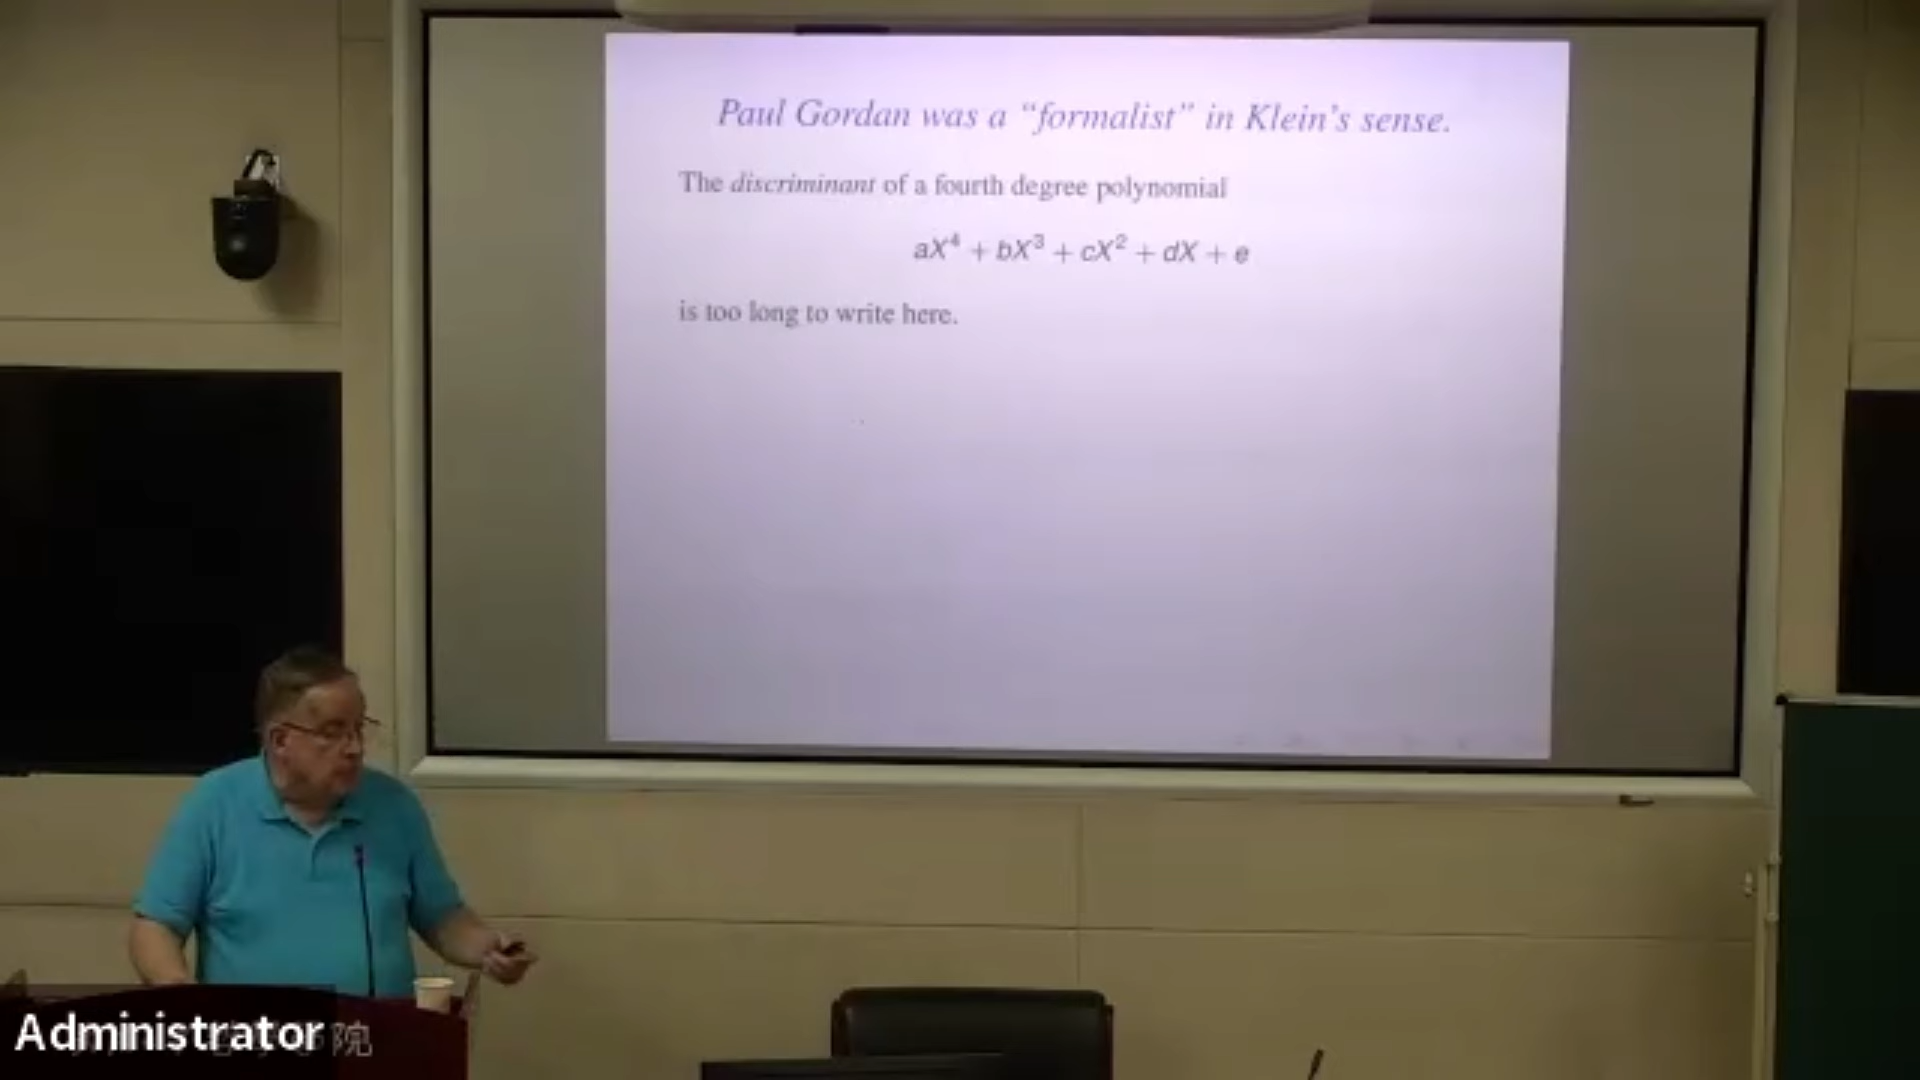 Paul Gordan was a “formalist” in Klein’s sense.
The discriminant of a fourth degree polynomial
aX⁴ + bX³ + cX² + dX + e
is too long to write here.
Administrator
院